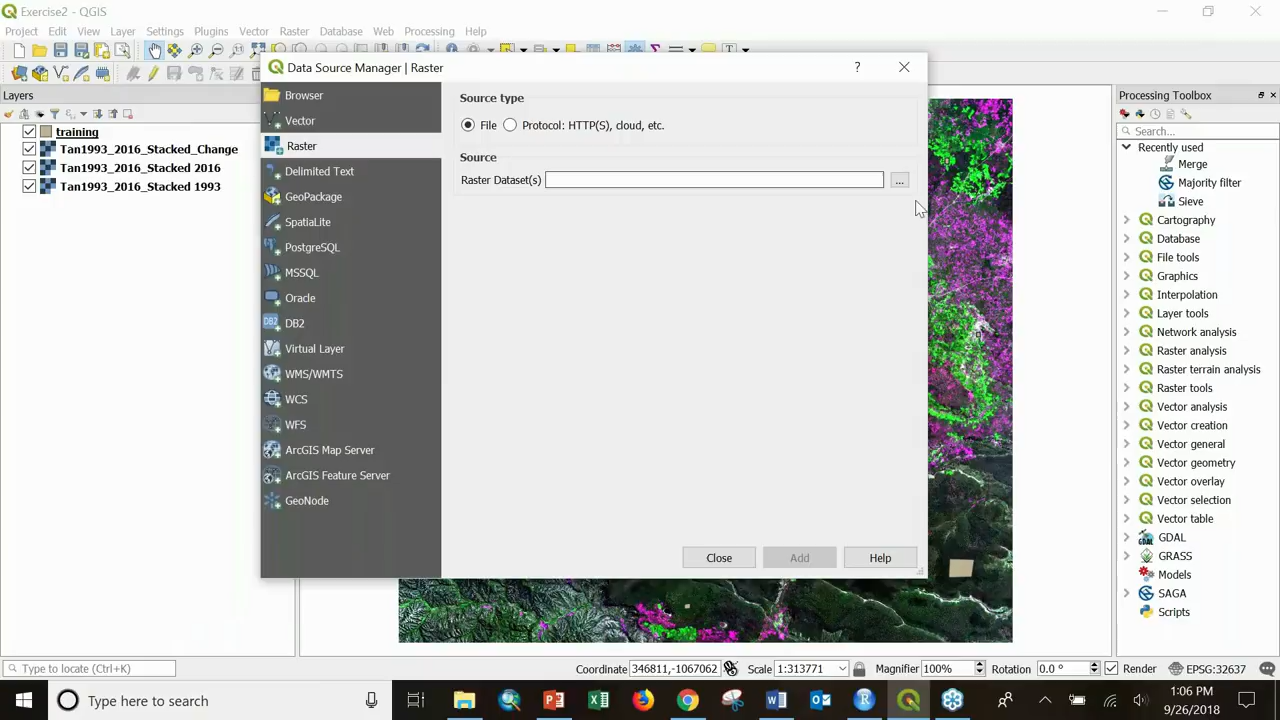 Exercise2 - QGIS
Project Edit View Layer Settings Plugins Vector Raster Database Web Processing Help
Data Source Manager | Raster
?
Layers
training
Tan1993_2016_Stacked_Change
Tan1993_2016_Stacked 2016
Tan1993_2016_Stacked 1993
Browser
Vector
Raster
Delimited Text
GeoPackage
SpatiaLite
PostgreSQL
MSSQL
Oracle
DB2
DB2
Virtual Layer
WMS/WMTS
WCS
WFS
ArcGIS Map Server
ArcGIS Feature Server
GeoNode
Source type
File Protocol: HTTP(S), cloud, etc.
Source
Raster Dataset(s) ...
Close Add Help
Processing Toolbox
Search...
Recently used
Merge
Majority filter
Sieve
Cartography
Database
File tools
Graphics
Interpolation
Layer tools
Network analysis
Raster analysis
Raster terrain analysis
Raster tools
Vector analysis
Vector creation
Vector general
Vector geometry
Vector overlay
Vector selection
Vector table
GDAL
GRASS
Models
SAGA
Scripts
Type to locate (Ctrl+K)
Coordinate 346811,-1067062 Scale 1:313771 Magnifier 100% Rotation 0.0 ° Render EPSG:32637
Type here to search
1:06 PM
9/26/2018